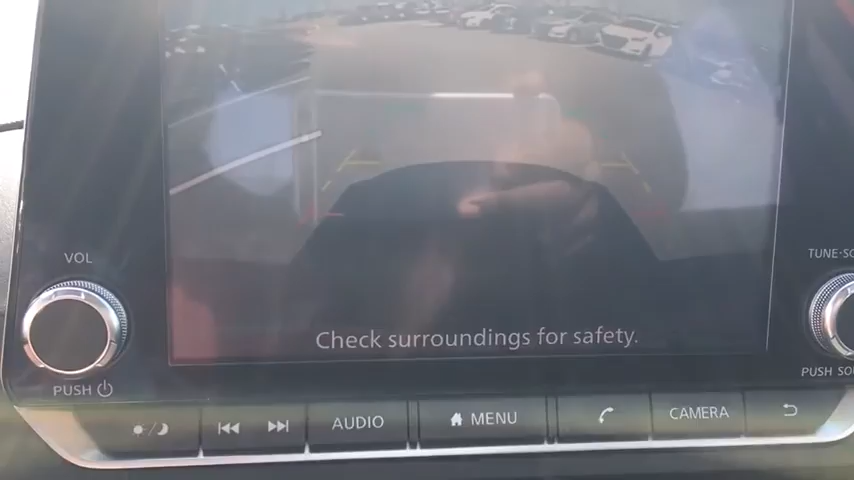 VOL
TUNE·SC
Check surroundings for safety.
PUSH
PUSH SO
AUDIO
MENU
CAMERA